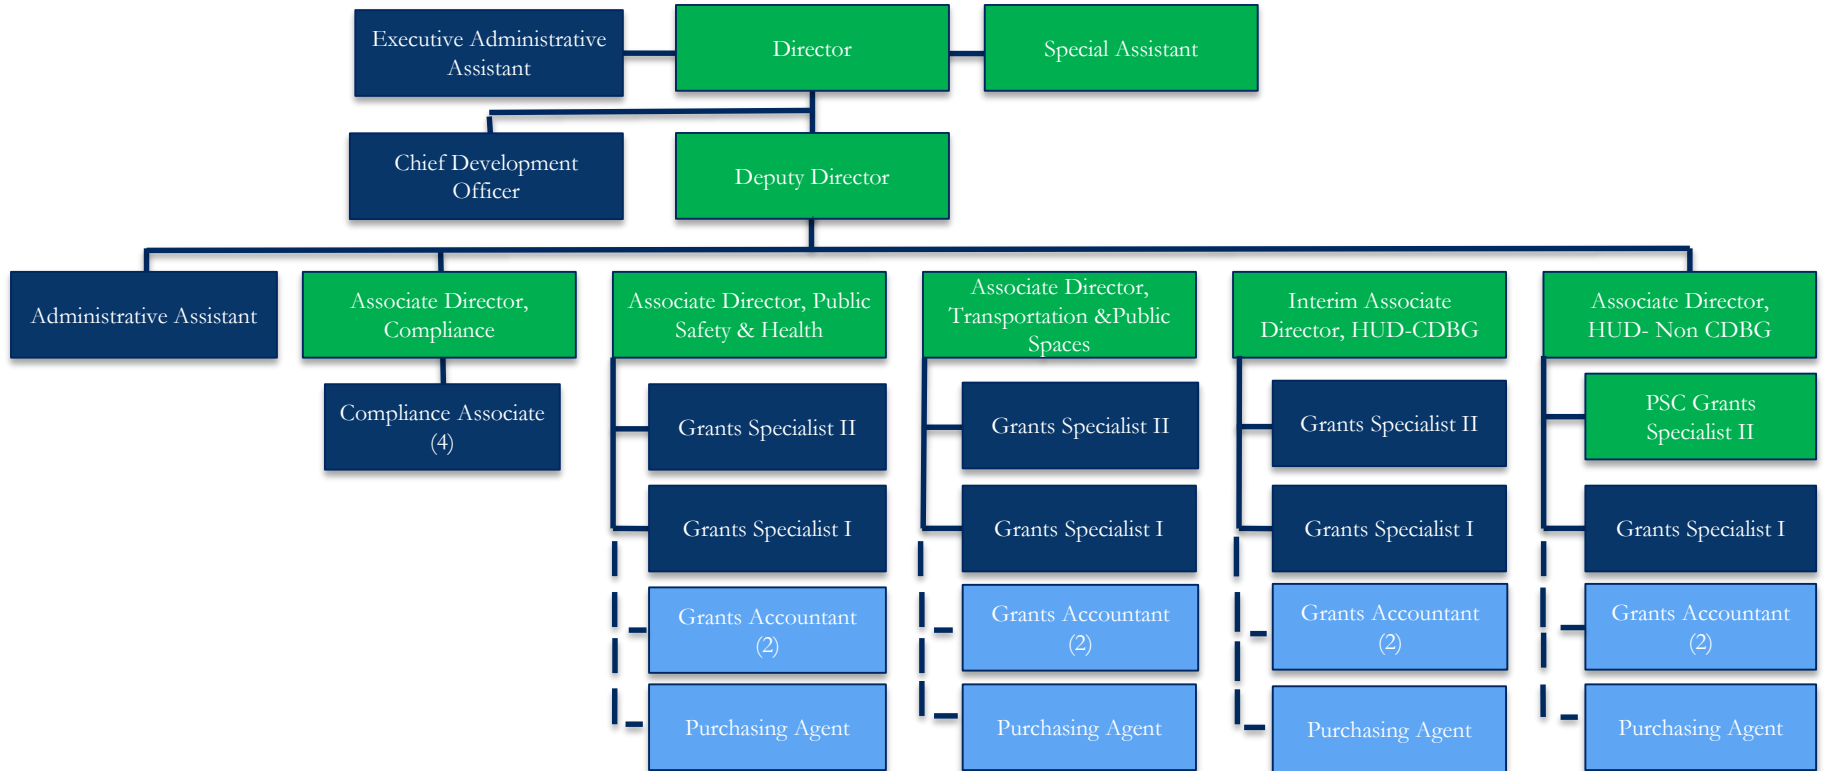 Executive Administrative
Assistant
Director
Special Assistant
Chief Development
Officer
Deputy Director
Administrative Assistant
Associate Director,
Compliance
Associate Director, Public
Safety & Health
Associate Director,
Transportation &Public
Spaces
Interim Associate
Director, HUD-CDBG
Associate Director,
HUD- Non CDBG
Compliance Associate
(4)
Grants Specialist II
Grants Specialist II
Grants Specialist II
PSC Grants
Specialist II
Grants Specialist I
Grants Specialist I
Grants Specialist I
Grants Specialist I
Grants Accountant
(2)
Grants Accountant
(2)
Grants Accountant
(2)
Grants Accountant
(2)
Purchasing Agent
Purchasing Agent
Purchasing Agent
Purchasing Agent